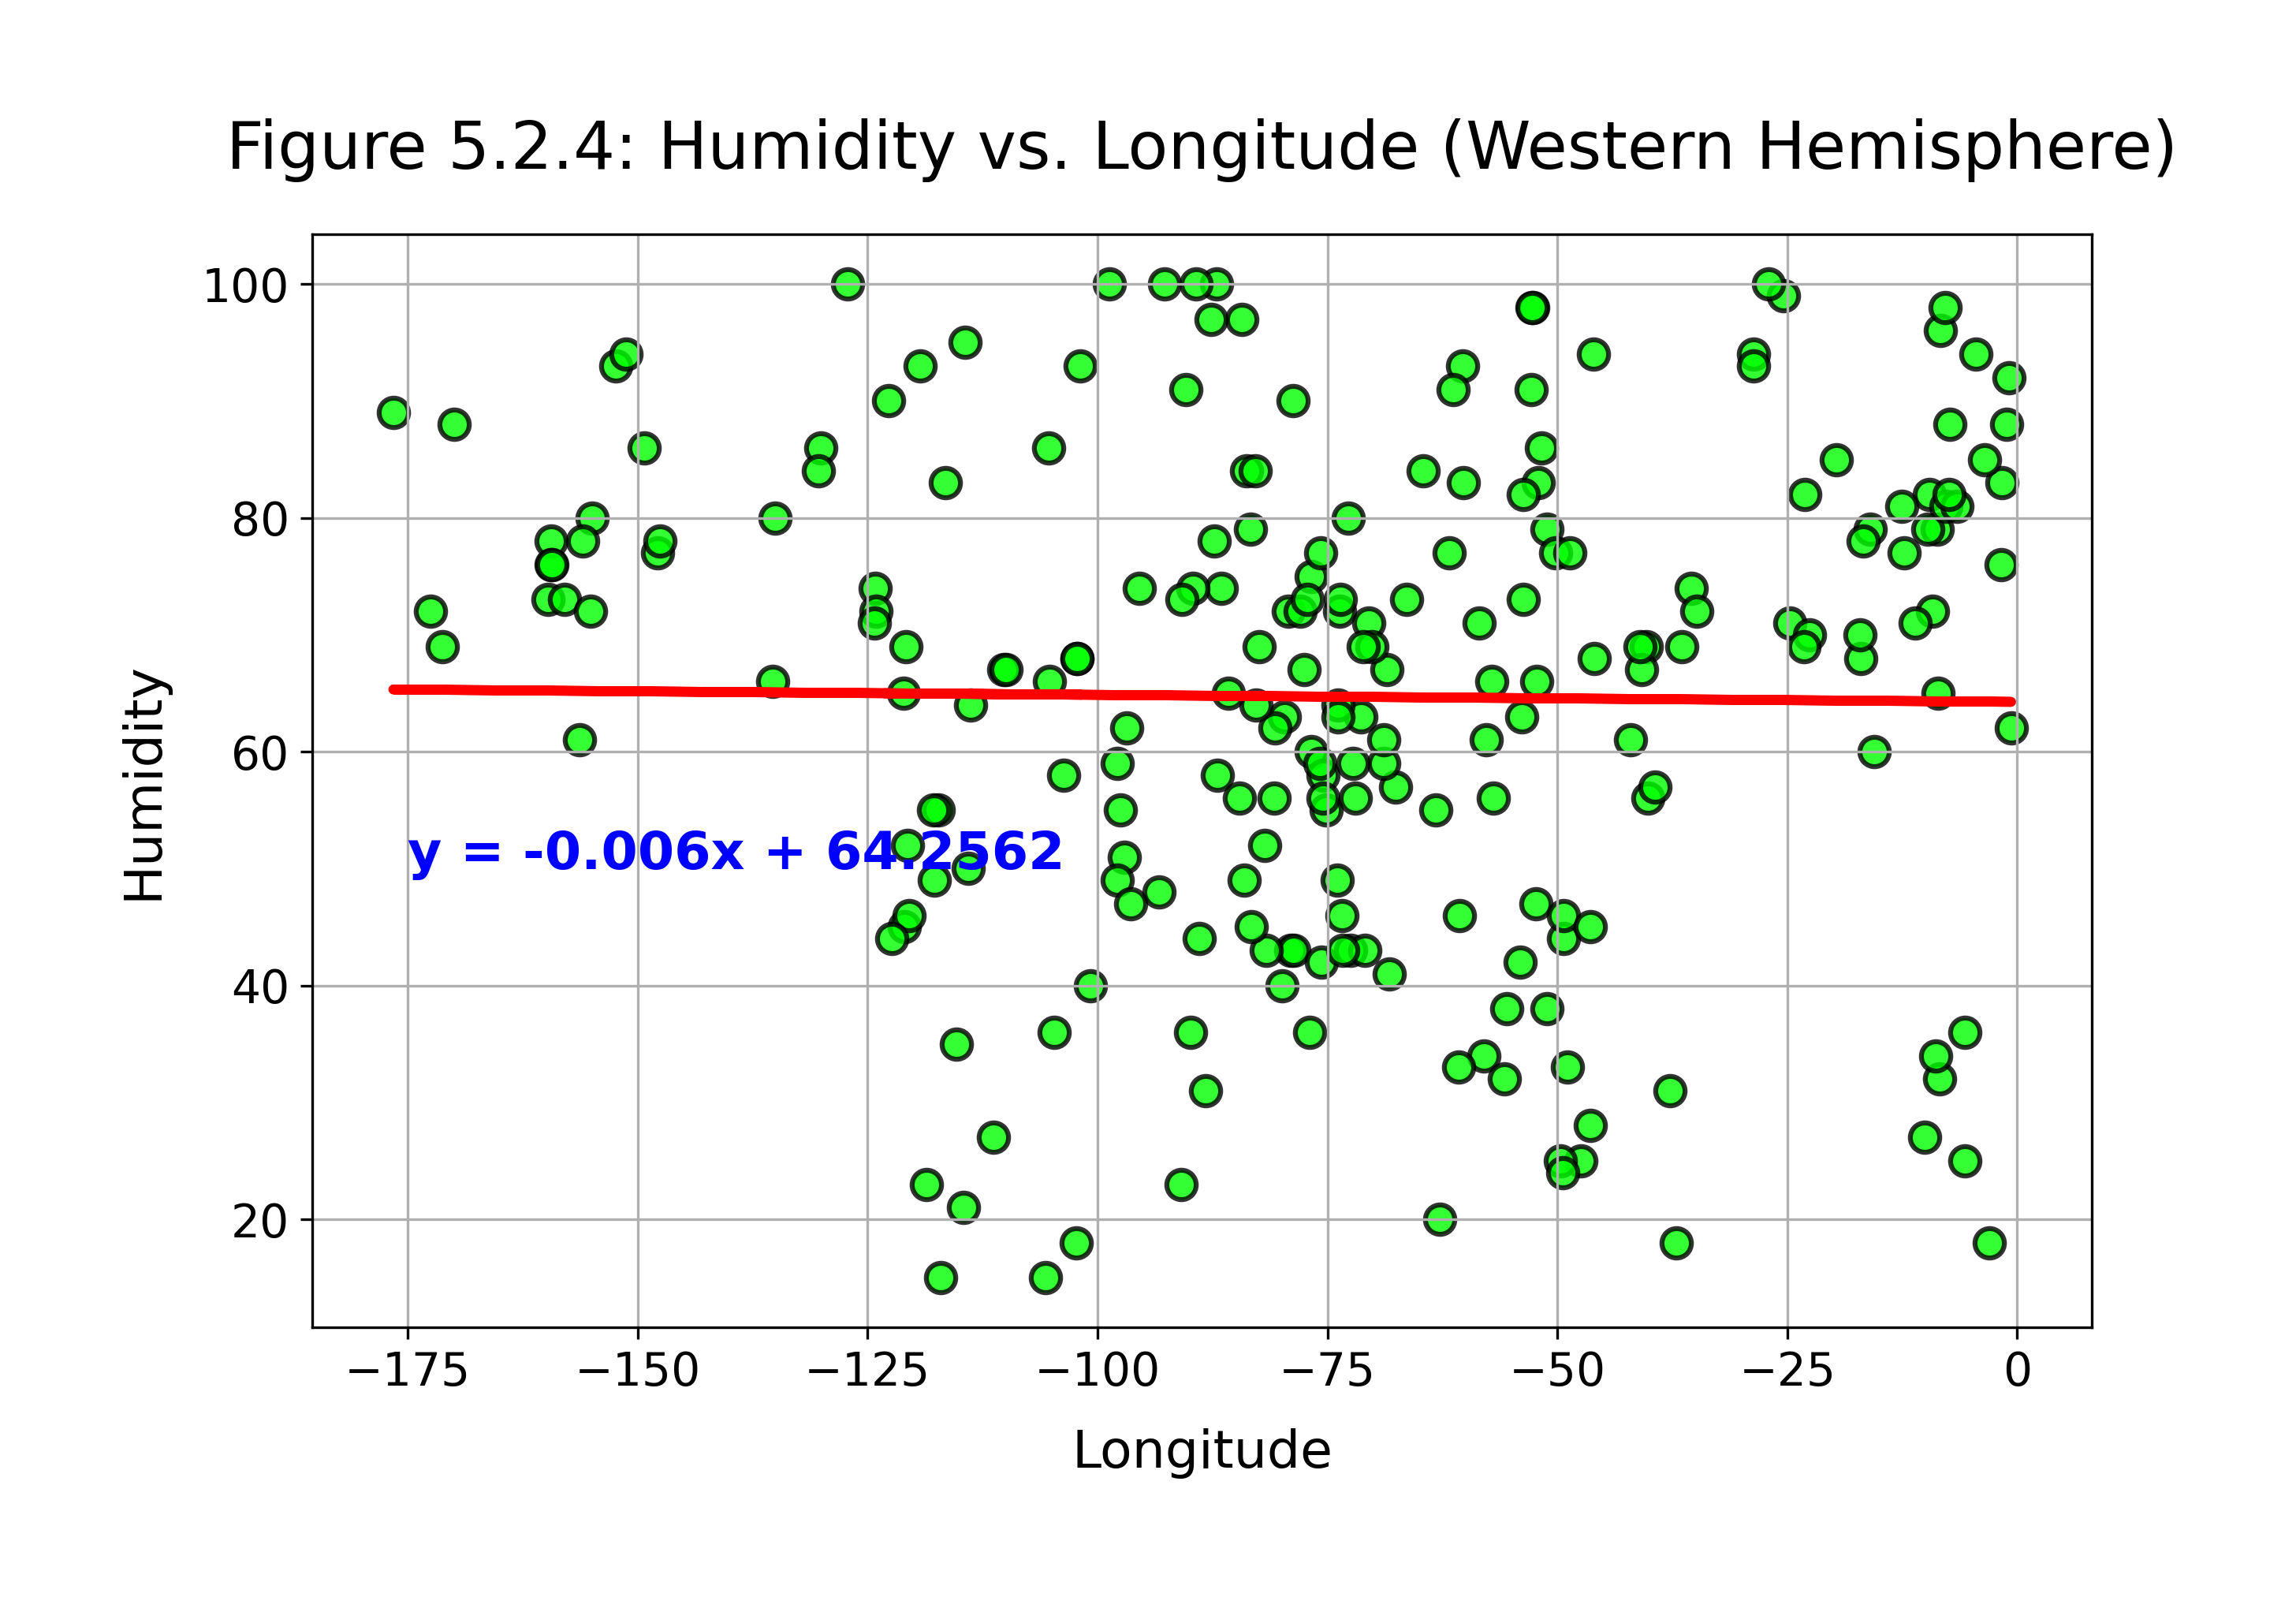 Figure 5.2.4: Humidity vs. Longitude (Western Hemisphere)
100
80
60
40
20
Humidity
y = -0.006x + 64.2562
−175 −150 −125 −100 −75 −50 −25 0
Longitude